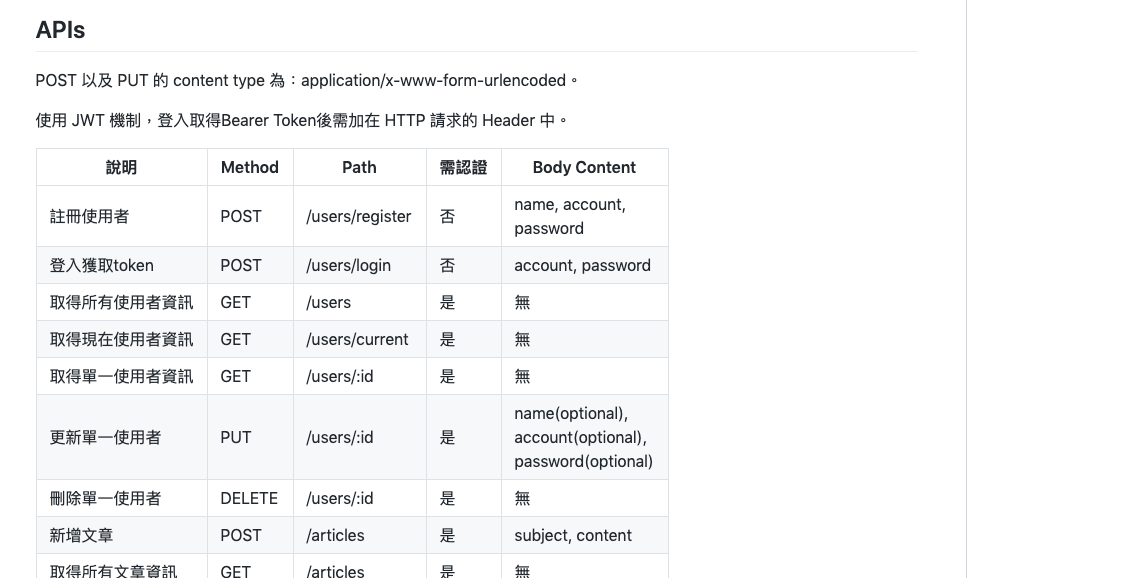 APIs
POST 以及 PUT 的 content type 為：application/x-www-form-urlencoded。
使用 JWT 機制，登入取得Bearer Token後需加在 HTTP 請求的 Header 中。
說明 Method Path 需認證 Body Content
註冊使用者 POST /users/register 否 name, account,
password
登入獲取token POST /users/login 否 account, password
取得所有使用者資訊 GET /users 是 無
取得現在使用者資訊 GET /users/current 是 無
取得單一使用者資訊 GET /users/:id 是 無
更新單一使用者 PUT /users/:id 是 name(optional),
account(optional),
password(optional)
刪除單一使用者 DELETE /users/:id 是 無
新增文章 POST /articles 是 subject, content
取得所有文章資訊 GET /articles 是 無